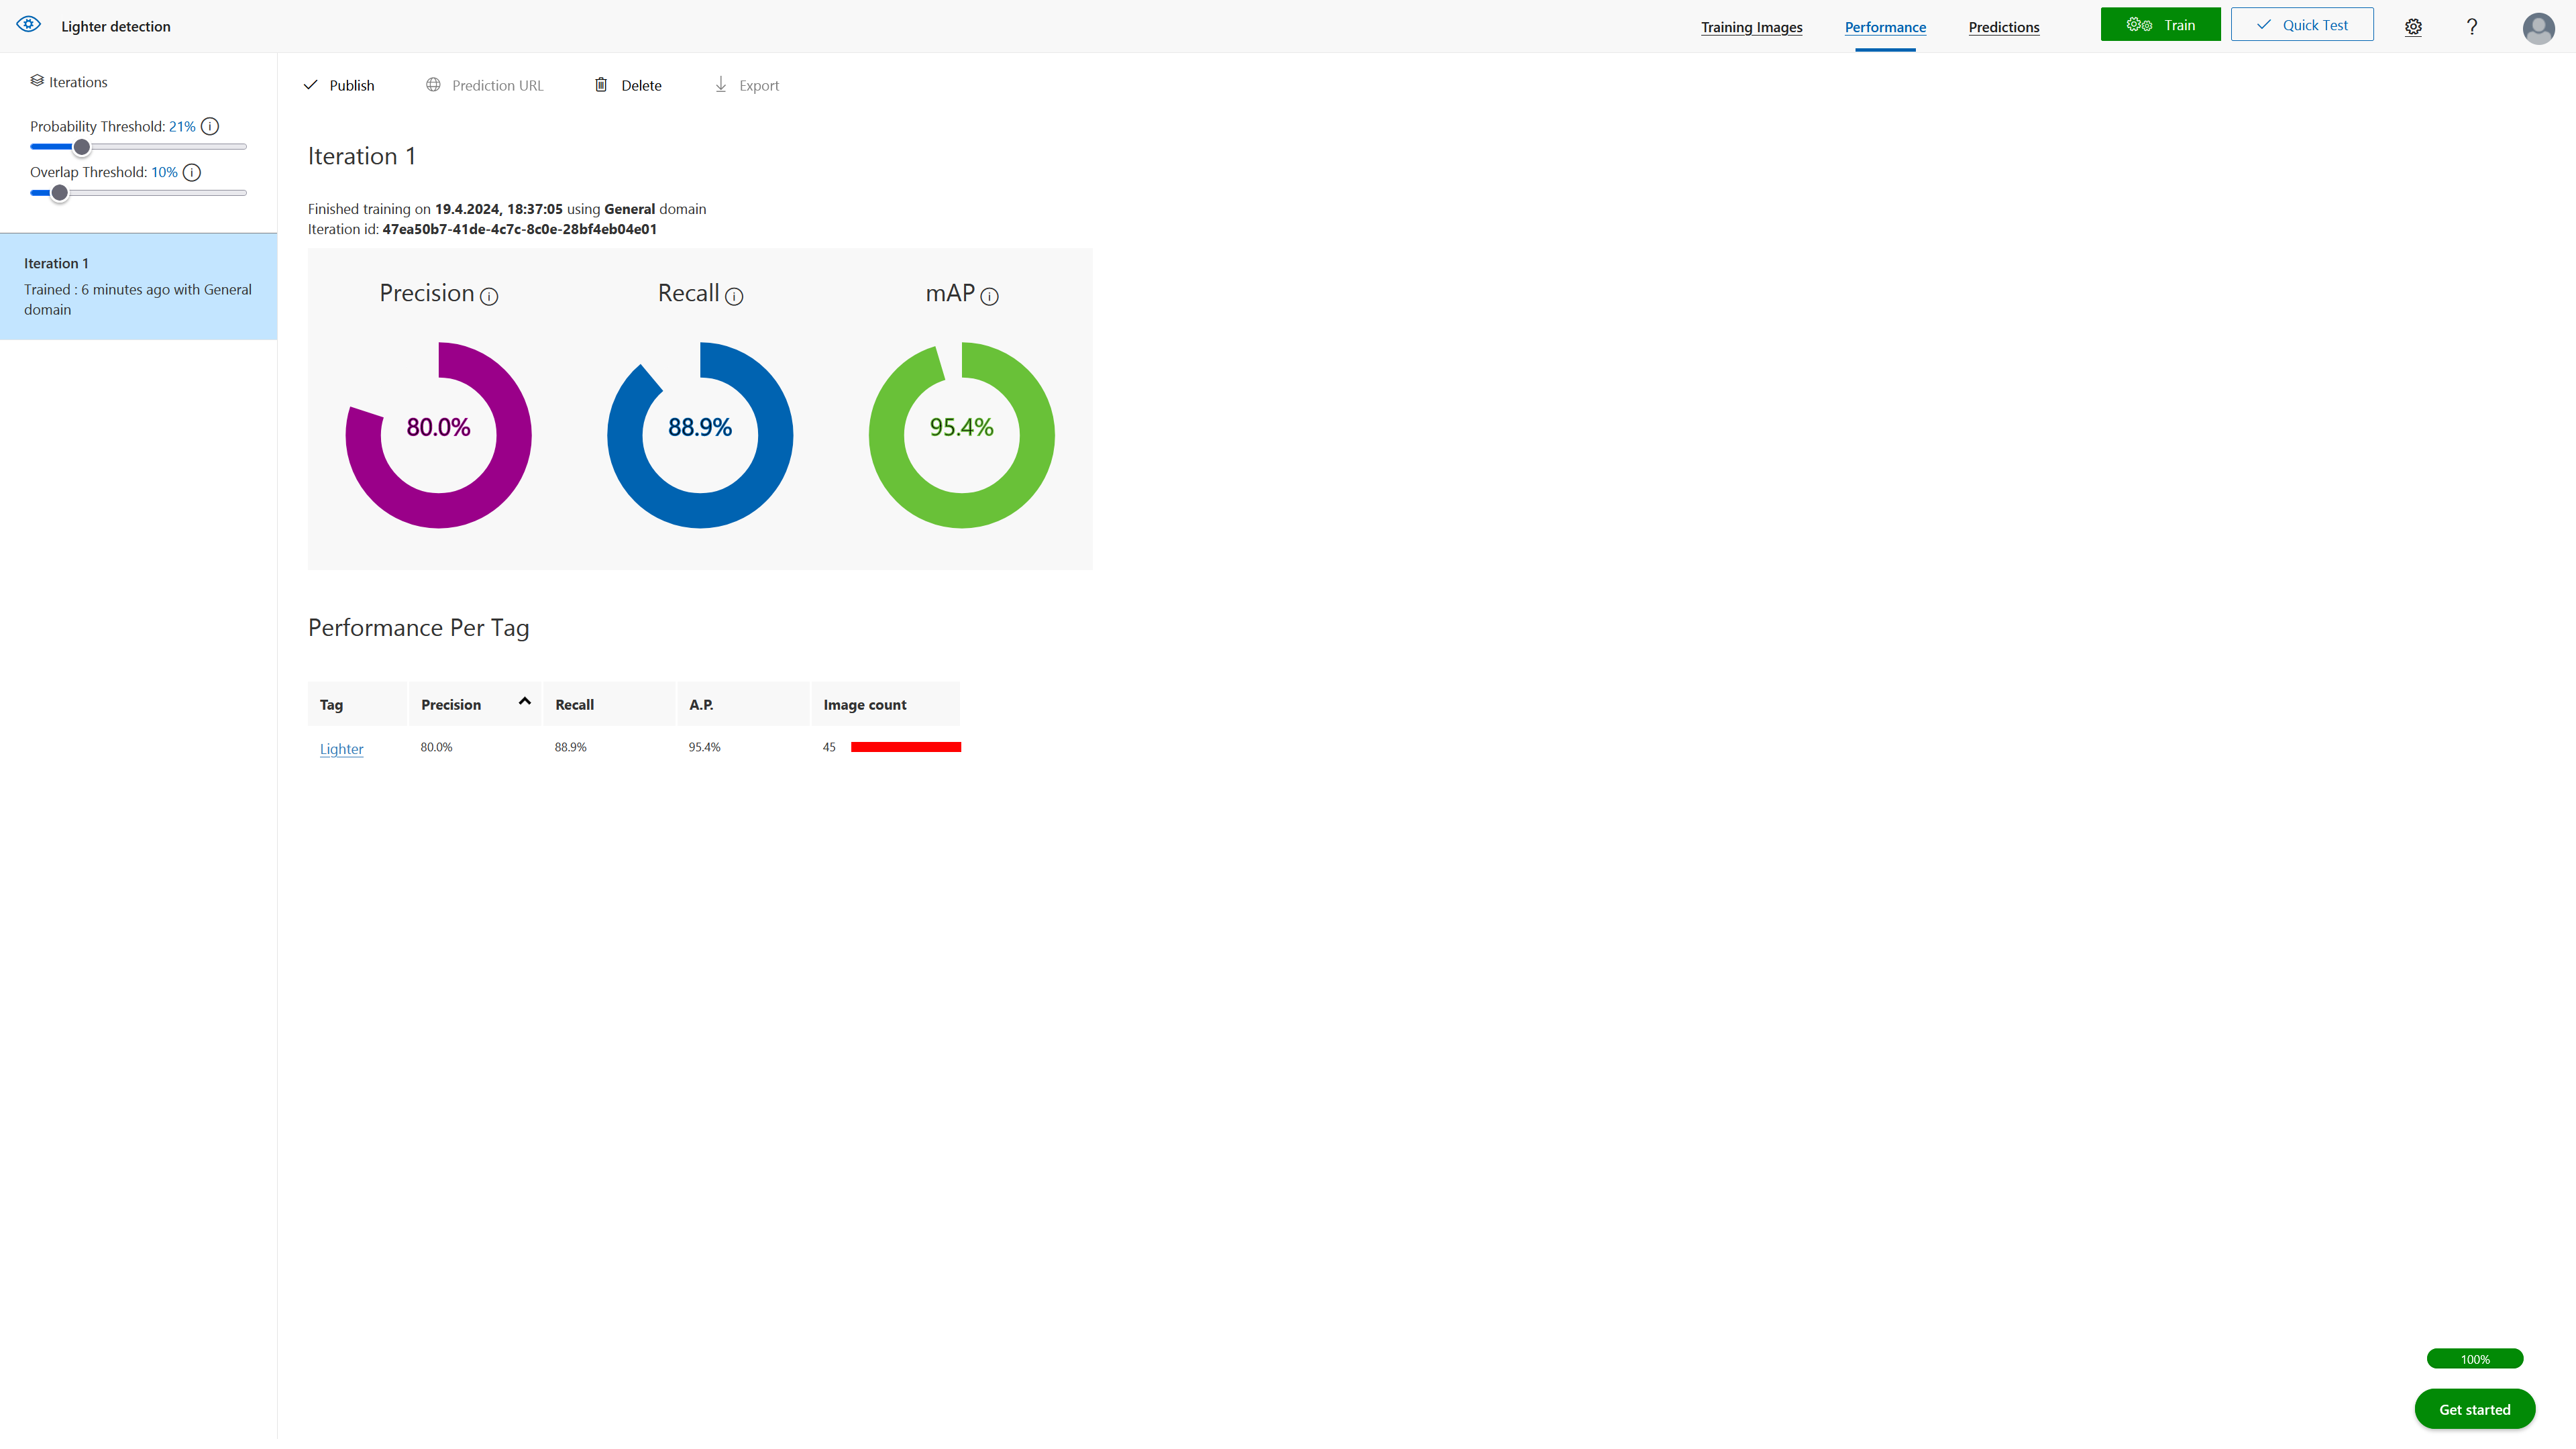 Lighter detection
Training Images
Performance
Predictions
Train
Quick Test
?
Iterations
Probability Threshold: 21%
Overlap Threshold: 10%
Iteration 1
Trained : 6 minutes ago with General
domain
Publish
Prediction URL
Delete
Export
Iteration 1
Finished training on 19.4.2024, 18:37:05 using General domain
Iteration id: 47ea50b7-41de-4c7c-8c0e-28bf4eb04e01
Precision
Recall
mAP
80.0%
88.9%
95.4%
Performance Per Tag
Tag Precision Recall A.P. Image count
Lighter 80.0% 88.9% 95.4% 45
100%
Get started